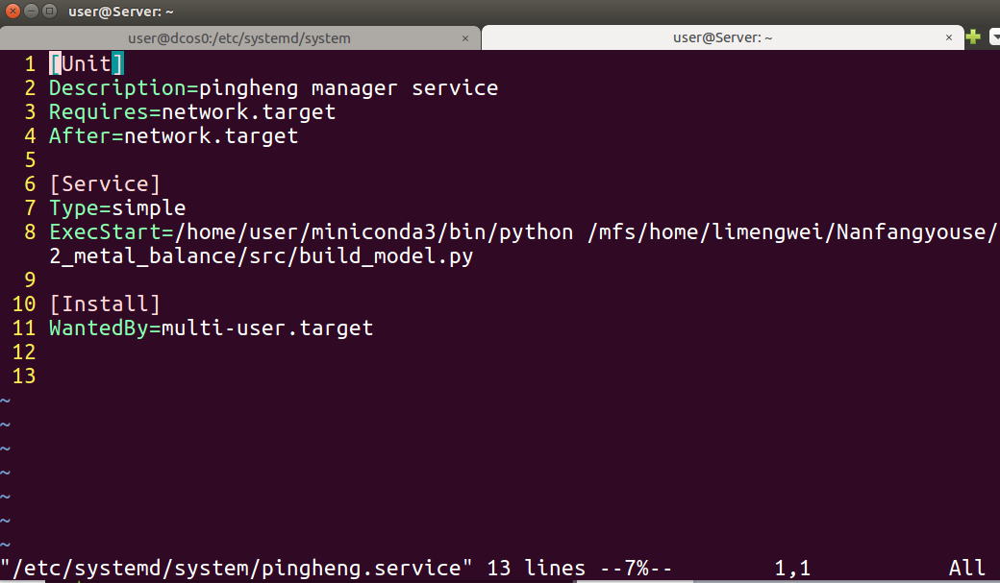 user@Server: ~
user@dcos0:/etc/systemd/system × user@Server: ~ ×
1 [Unit]
2 Description=pingheng manager service
3 Requires=network.target
4 After=network.target
5
6 [Service]
7 Type=simple
8 ExecStart=/home/user/miniconda3/bin/python /mfs/home/limengwei/Nanfangyouse/
2_metal_balance/src/build_model.py
9
10 [Install]
11 WantedBy=multi-user.target
12
13
~
~
~
~
~
~
~
"/etc/systemd/system/pingheng.service" 13 lines --7%-- 1,1 All